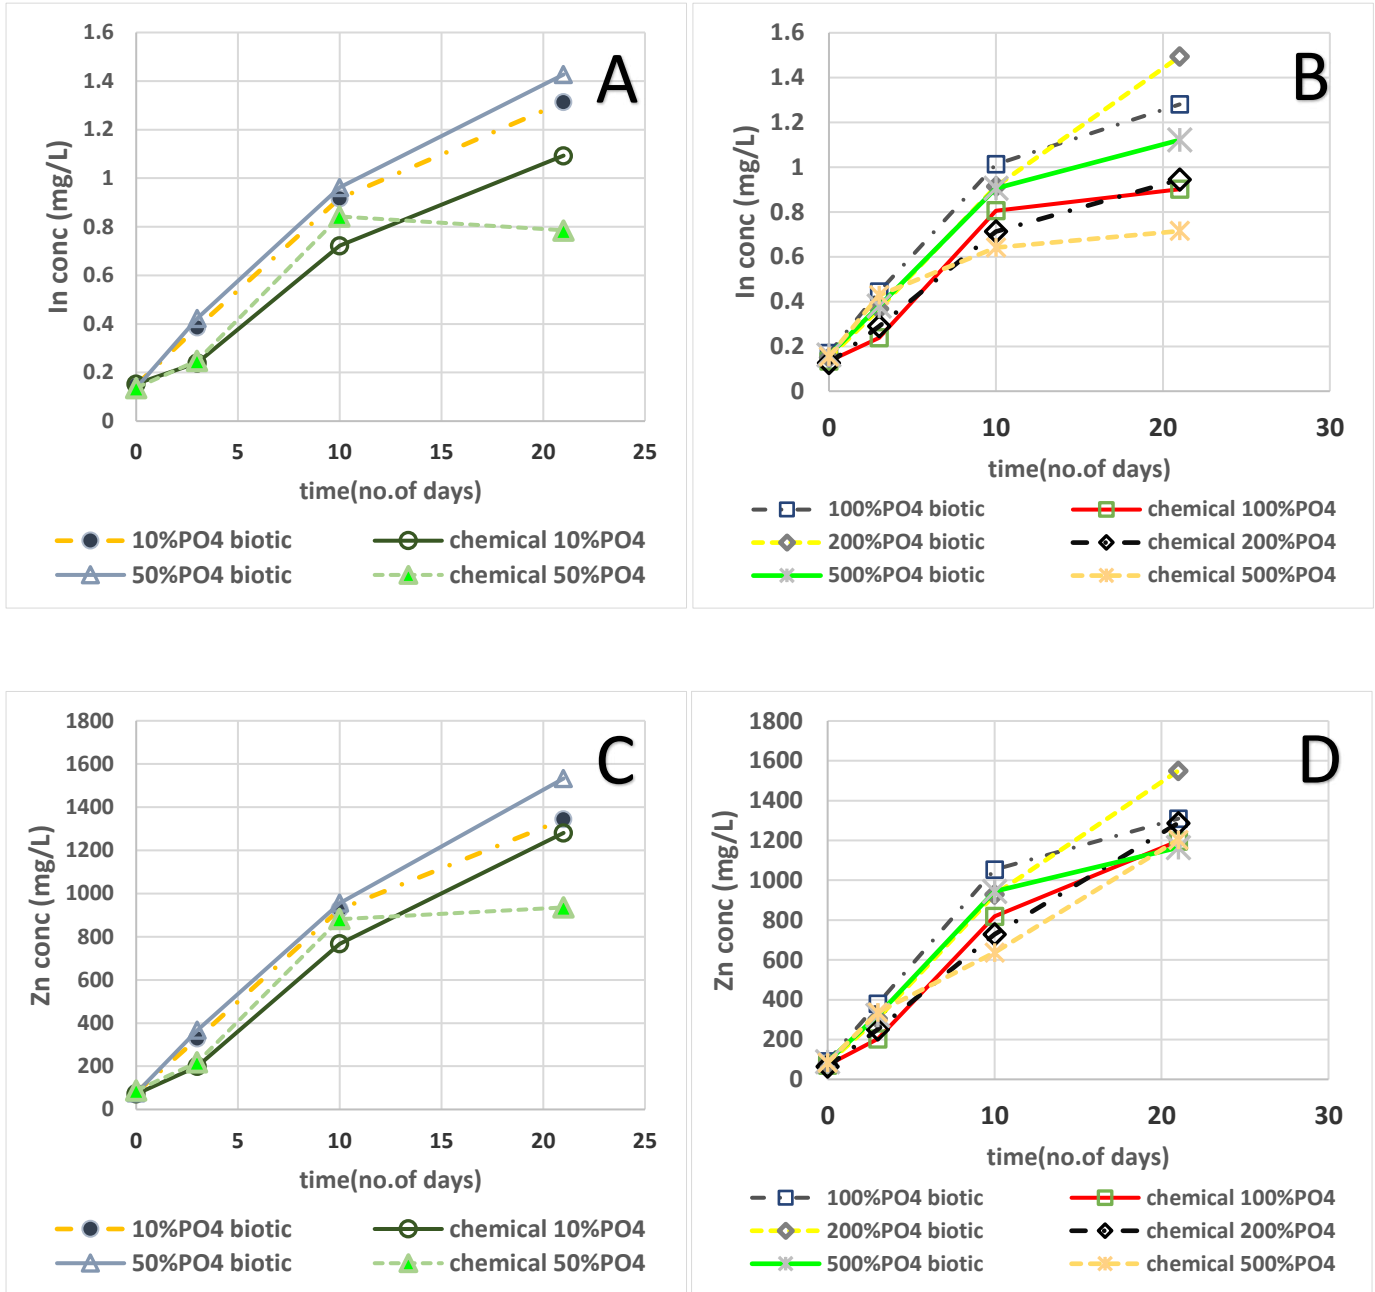 1.6
1.4
1.2
1
0.8
0.6
0.4
0.2
0
In conc (mg/L)
A
0 5 10 15 20 25
time(no.of days)
10%PO4 biotic chemical 10%PO4
50%PO4 biotic chemical 50%PO4
1.6
1.4
1.2
1
0.8
0.6
0.4
0.2
0
In conc (mg/L)
B
0 10 20 30
time(no.of days)
100%PO4 biotic chemical 100%PO4
200%PO4 biotic chemical 200%PO4
500%PO4 biotic chemical 500%PO4
1800
1600
1400
1200
1000
800
600
400
200
0
Zn conc (mg/L)
C
0 5 10 15 20 25
time(no.of days)
10%PO4 biotic chemical 10%PO4
50%PO4 biotic chemical 50%PO4
1800
1600
1400
1200
1000
800
600
400
200
0
Zn conc (mg/L)
D
0 10 20 30
time(no.of days)
100%PO4 biotic chemical 100%PO4
200%PO4 biotic chemical 200%PO4
500%PO4 biotic chemical 500%PO4